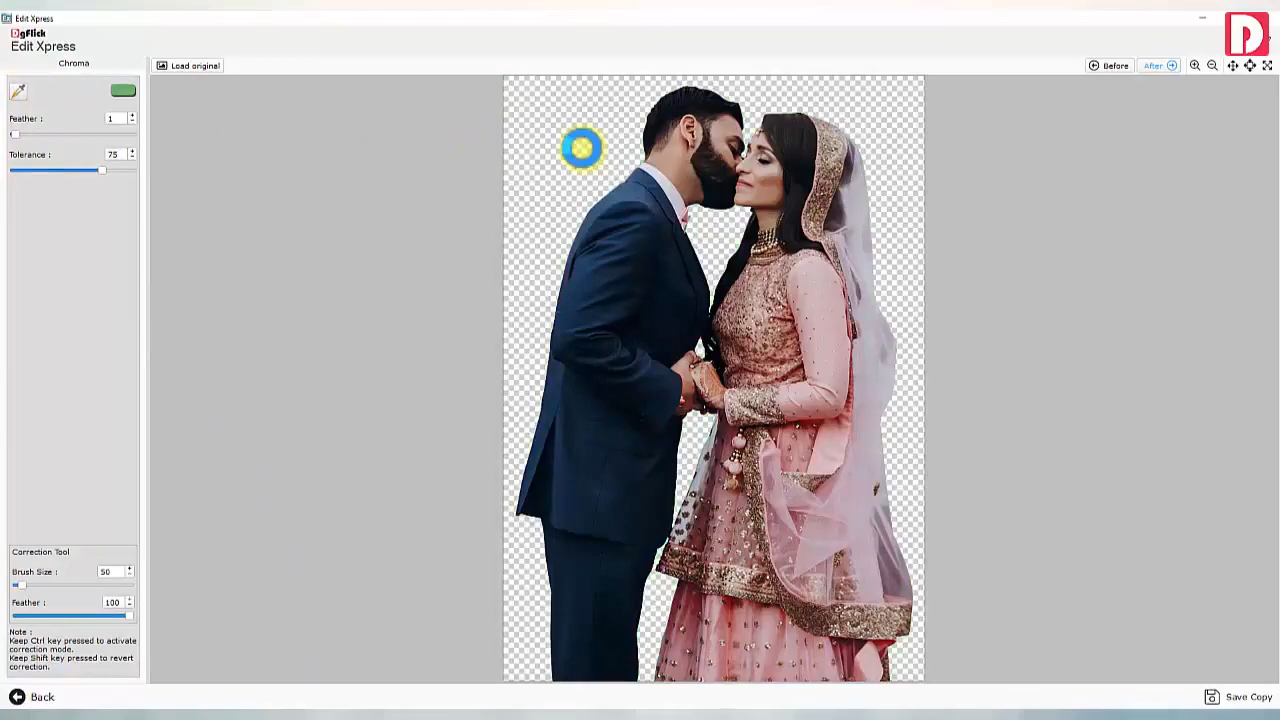 Edit Xpress
DgFlick
Edit Xpress
Chroma
Load original
Before
After
Feather :
1
Tolerance :
75
Correction Tool
Brush Size :
50
Feather :
100
Note :
Keep Ctrl key pressed to activate
correction mode.
Keep Shift key pressed to revert
correction.
Back
Save Copy
D